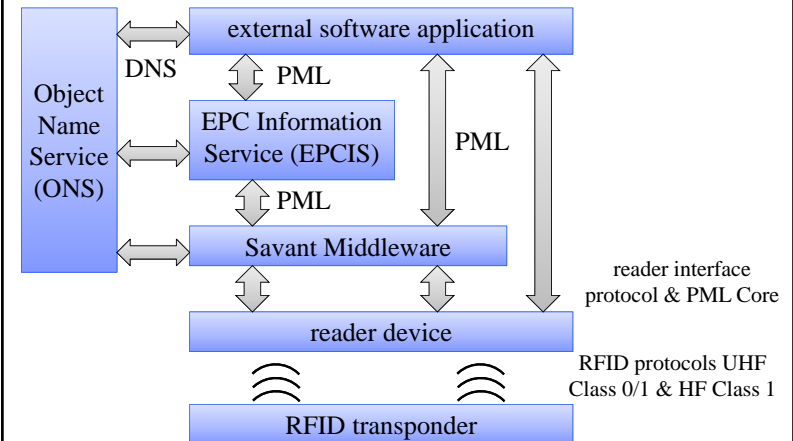 external software application
DNS
PML
Object
Name
Service
(ONS)
EPC Information
Service (EPCIS)
PML
PML
Savant Middleware
reader interface
protocol & PML Core
reader device
RFID protocols UHF
Class 0/1 & HF Class 1
RFID transponder